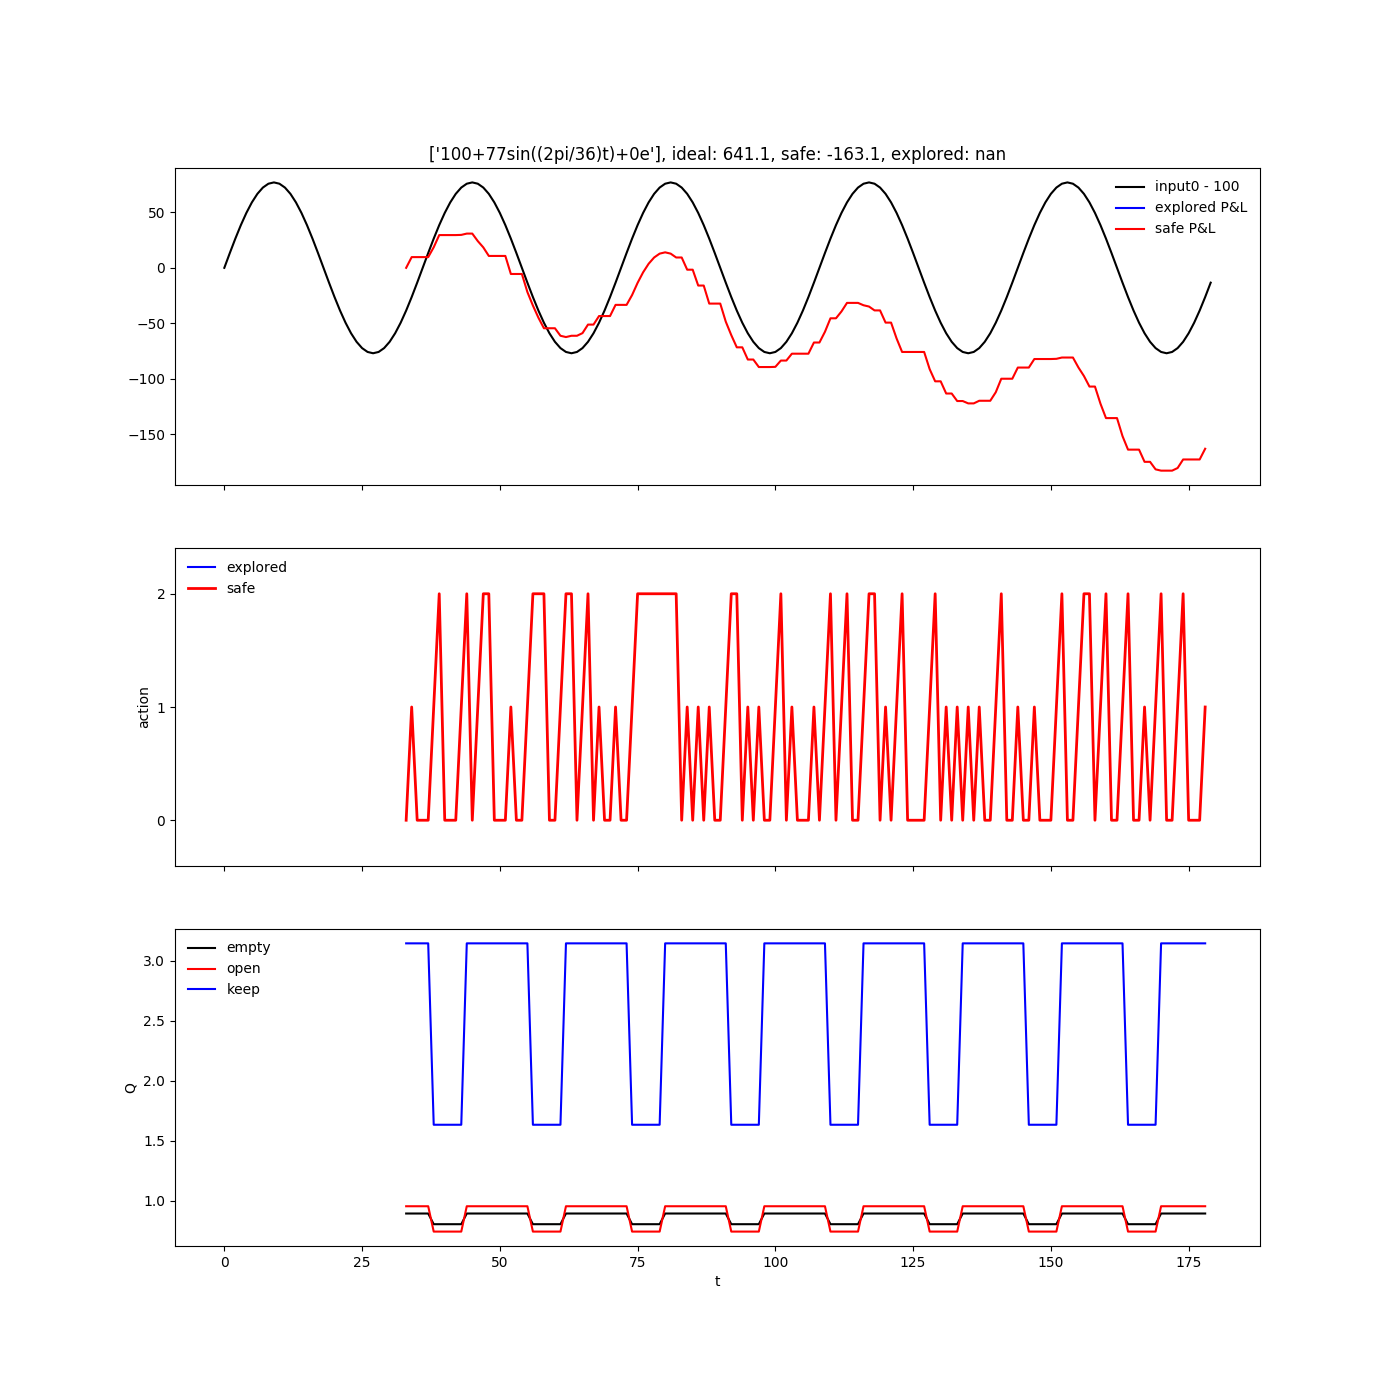 ['100+77sin((2pi/36)t)+0e'], ideal: 641.1, safe: -163.1, explored: nan
input0 - 100
explored P&L
safe P&L
50
0
−50
−100
−150
explored
safe
2
1
0
action
empty
open
keep
3.0
2.5
2.0
1.5
1.0
Q
0 25 50 75 100 125 150 175
t